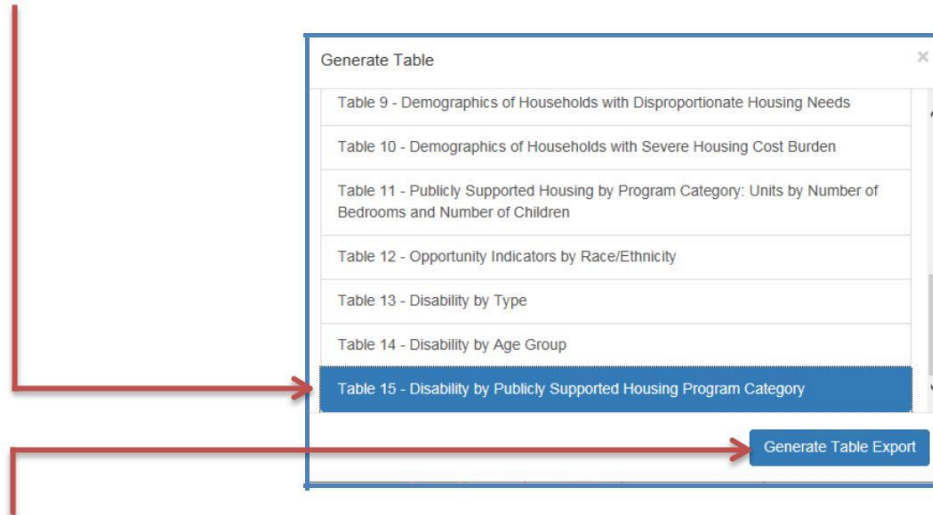 Generate Table
×
Table 9 - Demographics of Households with Disproportionate Housing Needs
Table 10 - Demographics of Households with Severe Housing Cost Burden
Table 11 - Publicly Supported Housing by Program Category: Units by Number of
Bedrooms and Number of Children
Table 12 - Opportunity Indicators by Race/Ethnicity
Table 13 - Disability by Type
Table 14 - Disability by Age Group
Table 15 - Disability by Publicly Supported Housing Program Category
Generate Table Export